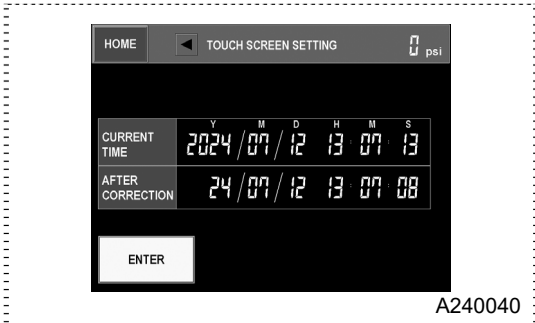 HOME ◀ TOUCH SCREEN SETTING 0 psi
Y M D H M S
CURRENT TIME 2024/07/12 13:07:13
AFTER CORRECTION 24/07/12 13:07:08
ENTER
A240040